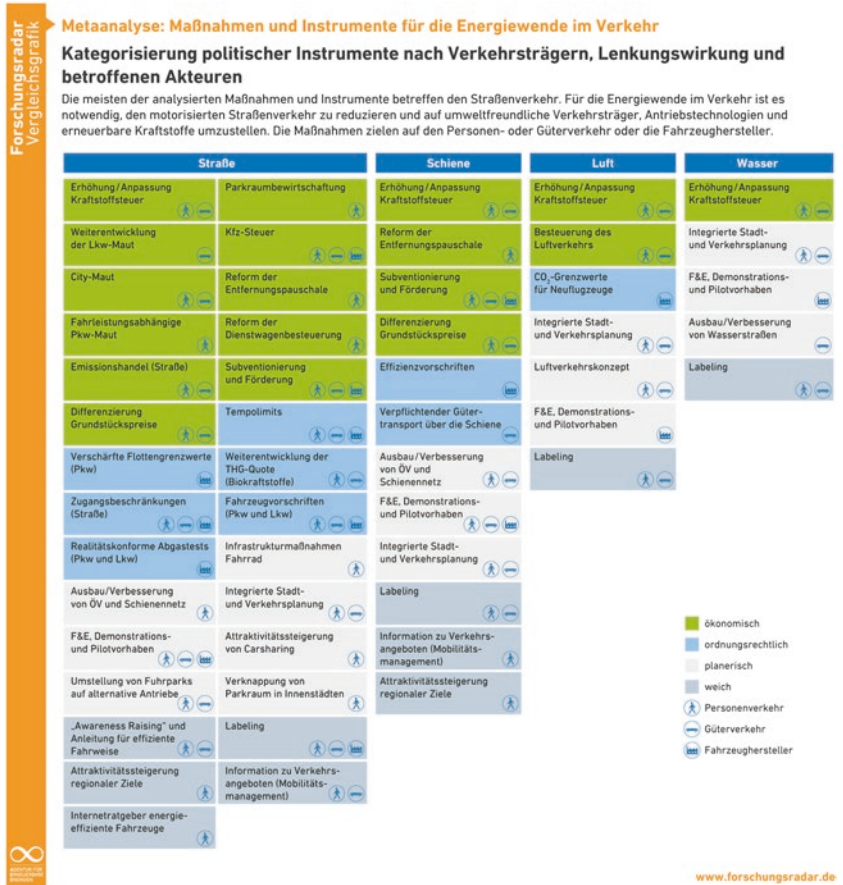 Forschungsradar
Vergleichsgrafik
Metaanalyse: Maßnahmen und Instrumente für die Energiewende im Verkehr
Kategorisierung politischer Instrumente nach Verkehrsträgern, Lenkungswirkung und
betroffenen Akteuren
Die meisten der analysierten Maßnahmen und Instrumente betreffen den Straßenverkehr. Für die Energiewende im Verkehr ist es
notwendig, den motorisierten Straßenverkehr zu reduzieren und auf umweltfreundliche Verkehrsträger, Antriebstechnologien und
erneuerbare Kraftstoffe umzustellen. Die Maßnahmen zielen auf den Personen- oder Güterverkehr oder die Fahrzeughersteller.
Straße
Erhöhung/Anpassung
Kraftstoffsteuer
Weiterentwicklung
der Lkw-Maut
City-Maut
Fahrleistungsabhängige
Pkw-Maut
Emissionshandel (Straße)
Differenzierung
Grundstückspreise
Verschärfte Flottengrenzwerte
(Pkw)
Zugangsbeschränkungen
(Straße)
Realitätskonforme Abgastests
(Pkw und Lkw)
Ausbau/Verbesserung
von ÖV und Schienennetz
F&E, Demonstrations-
und Pilotvorhaben
Umstellung von Fuhrparks
auf alternative Antriebe
„Awareness Raising" und
Anleitung für effiziente
Fahrweise
Attraktivitätssteigerung
regionaler Ziele
Internetratgeber energie-
effiziente Fahrzeuge
Parkraumbewirtschaftung
Kfz-Steuer
Reform der
Entfernungspauschale
Reform der
Dienstwagenbesteuerung
Subventionierung
und Förderung
Tempolimits
Weiterentwicklung der
THG-Quote
(Biokraftstoffe)
Fahrzeugvorschriften
(Pkw und Lkw)
Infrastrukturmaßnahmen
Fahrrad
Integrierte Stadt-
und Verkehrsplanung
Attraktivitätssteigerung
von Carsharing
Verknappung von
Parkraum in Innenstädten
Labeling
Information zu Verkehrs-
angeboten (Mobilitäts-
management)
Schiene
Erhöhung/Anpassung
Kraftstoffsteuer
Reform der
Entfernungspauschale
Subventionierung
und Förderung
Differenzierung
Grundstückspreise
Effizienzvorschriften
Verpflichtender Güter-
transport über die Schiene
Ausbau/Verbesserung
von ÖV und
Schienennetz
F&E, Demonstrations-
und Pilotvorhaben
Integrierte Stadt-
und Verkehrsplanung
Labeling
Information zu Verkehrs-
angeboten (Mobilitäts-
management)
Attraktivitätssteigerung
regionaler Ziele
Luft
Erhöhung/Anpassung
Kraftstoffsteuer
Besteuerung des
Luftverkehrs
CO₂-Grenzwerte
für Neuflugzeuge
Integrierte Stadt-
und Verkehrsplanung
Luftverkehrskonzept
F&E, Demonstrations-
und Pilotvorhaben
Labeling
Wasser
Erhöhung/Anpassung
Kraftstoffsteuer
Integrierte Stadt-
und Verkehrsplanung
F&E, Demonstrations-
und Pilotvorhaben
Ausbau/Verbesserung
von Wasserstraßen
Labeling
ökonomisch
ordnungsrechtlich
planerisch
weich
Personenverkehr
Güterverkehr
Fahrzeughersteller
AGENTUR FÜR
ERNEUERBARE
ENERGIEN
www.forschungsradar.de